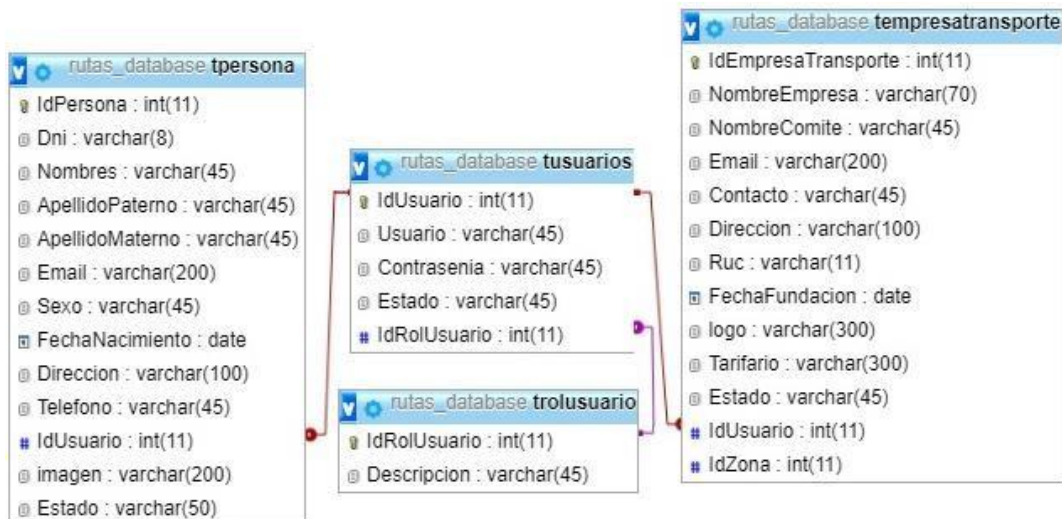 rutas_database tpersona
IdPersona : int(11)
Dni : varchar(8)
Nombres : varchar(45)
ApellidoPaterno : varchar(45)
ApellidoMaterno : varchar(45)
Email : varchar(200)
Sexo : varchar(45)
FechaNacimiento : date
Direccion : varchar(100)
Telefono : varchar(45)
IdUsuario : int(11)
imagen : varchar(200)
Estado : varchar(50)
rutas_database tusuarios
IdUsuario : int(11)
Usuario : varchar(45)
Contrasenia : varchar(45)
Estado : varchar(45)
IdRolUsuario : int(11)
rutas_database trolusuario
IdRolUsuario : int(11)
Descripcion : varchar(45)
rutas_database tempresatransporte
IdEmpresaTransporte : int(11)
NombreEmpresa : varchar(70)
NombreComite : varchar(45)
Email : varchar(200)
Contacto : varchar(45)
Direccion : varchar(100)
Ruc : varchar(11)
FechaFundacion : date
logo : varchar(300)
Tarifario : varchar(300)
Estado : varchar(45)
IdUsuario : int(11)
IdZona : int(11)